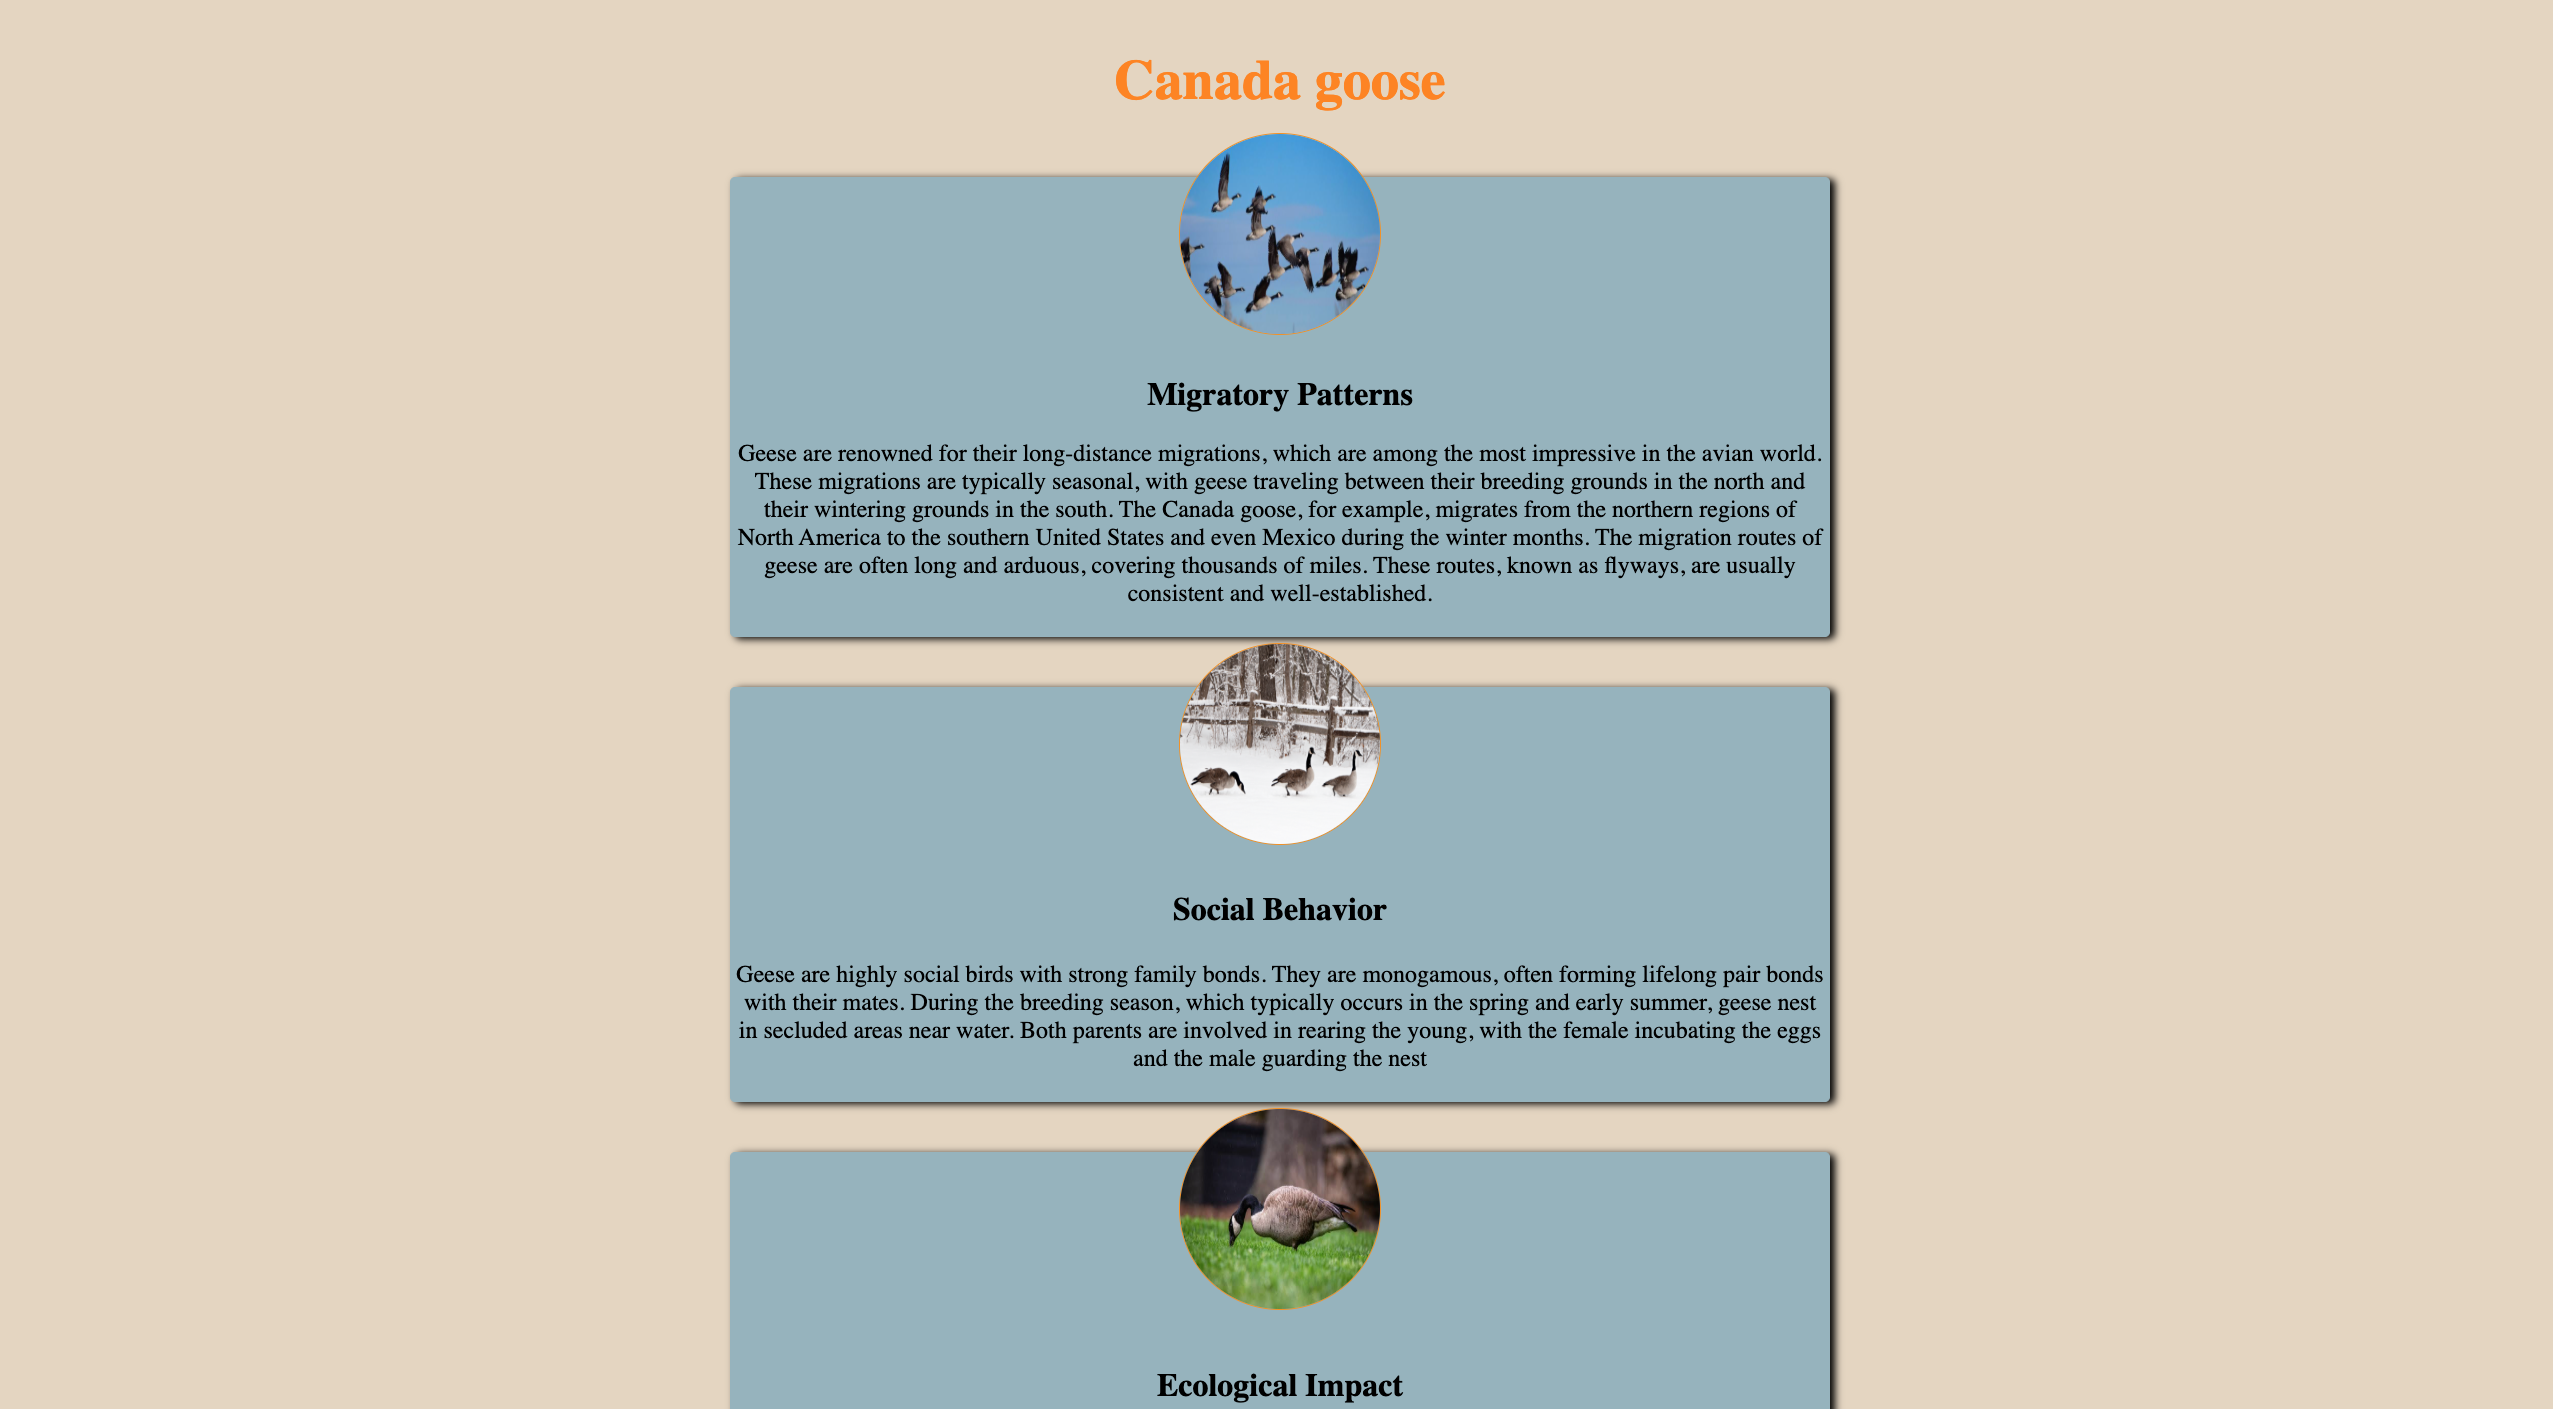 Canada goose
Migratory Patterns
Geese are renowned for their long-distance migrations, which are among the most impressive in the avian world.
These migrations are typically seasonal, with geese traveling between their breeding grounds in the north and
their wintering grounds in the south. The Canada goose, for example, migrates from the northern regions of
North America to the southern United States and even Mexico during the winter months. The migration routes of
geese are often long and arduous, covering thousands of miles. These routes, known as flyways, are usually
consistent and well-established.
Social Behavior
Geese are highly social birds with strong family bonds. They are monogamous, often forming lifelong pair bonds
with their mates. During the breeding season, which typically occurs in the spring and early summer, geese nest
in secluded areas near water. Both parents are involved in rearing the young, with the female incubating the eggs
and the male guarding the nest
Ecological Impact